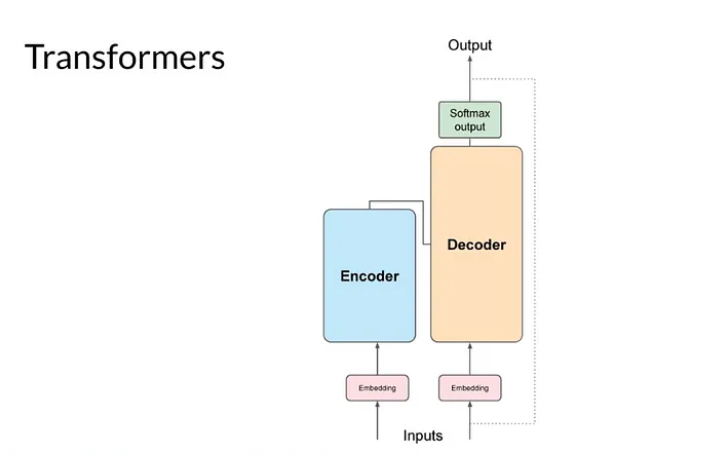 Transformers
Output
Softmax
output
Decoder
Encoder
Embedding
Embedding
Inputs